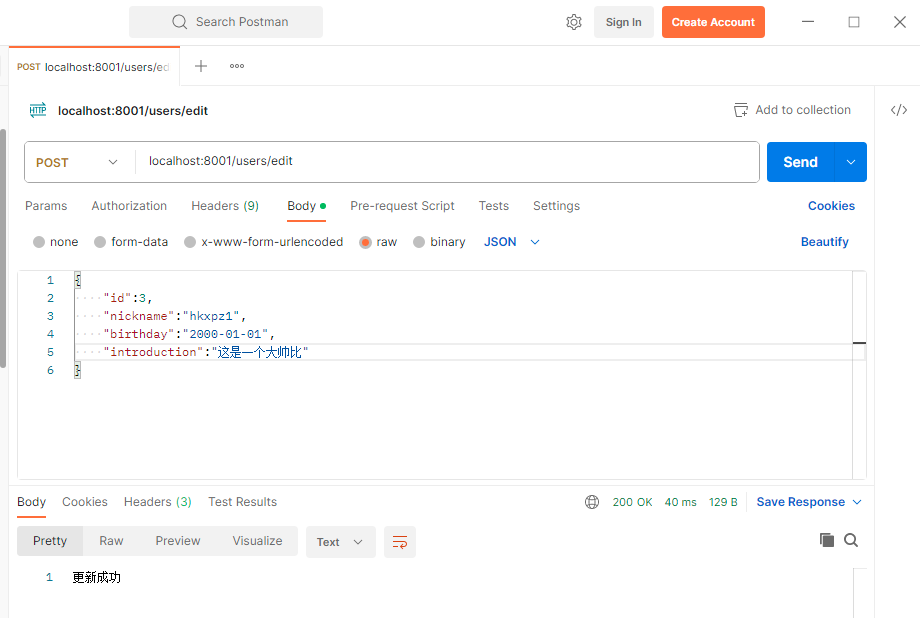 Search Postman
Sign In
Create Account
POST localhost:8001/users/ed
HTTP localhost:8001/users/edit
Add to collection
POST localhost:8001/users/edit
Send
Params Authorization Headers (9) Body Pre-request Script Tests Settings Cookies
none form-data x-www-form-urlencoded raw binary JSON Beautify
1 {
2 ····"id":3,
3 ····"nickname":"hkxpz1",
4 ····"birthday":"2000-01-01",
5 ····"introduction":"这是一个大帅比"
6 }
Body Cookies Headers (3) Test Results 200 OK 40 ms 129 B Save Response
Pretty Raw Preview Visualize Text
1 更新成功